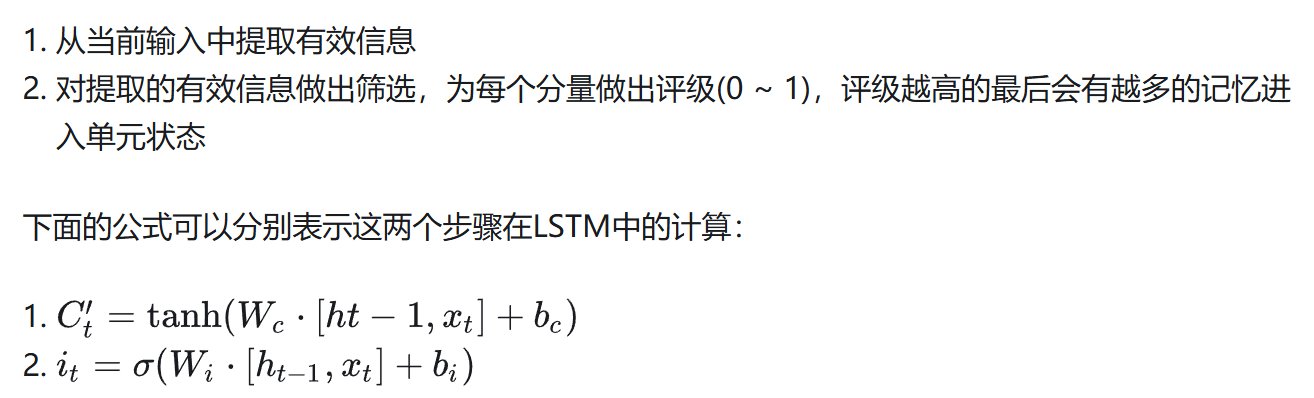 1. 从当前输入中提取有效信息
2. 对提取的有效信息做出筛选，为每个分量做出评级(0 ~ 1)，评级越高的最后会有越多的记忆进
入单元状态
下面的公式可以分别表示这两个步骤在LSTM中的计算：
1. $C'_t = \tanh(W_c \cdot [ht-1, x_t] + b_c)$
2. $i_t = \sigma(W_i \cdot [h_{t-1}, x_t] + b_i)$